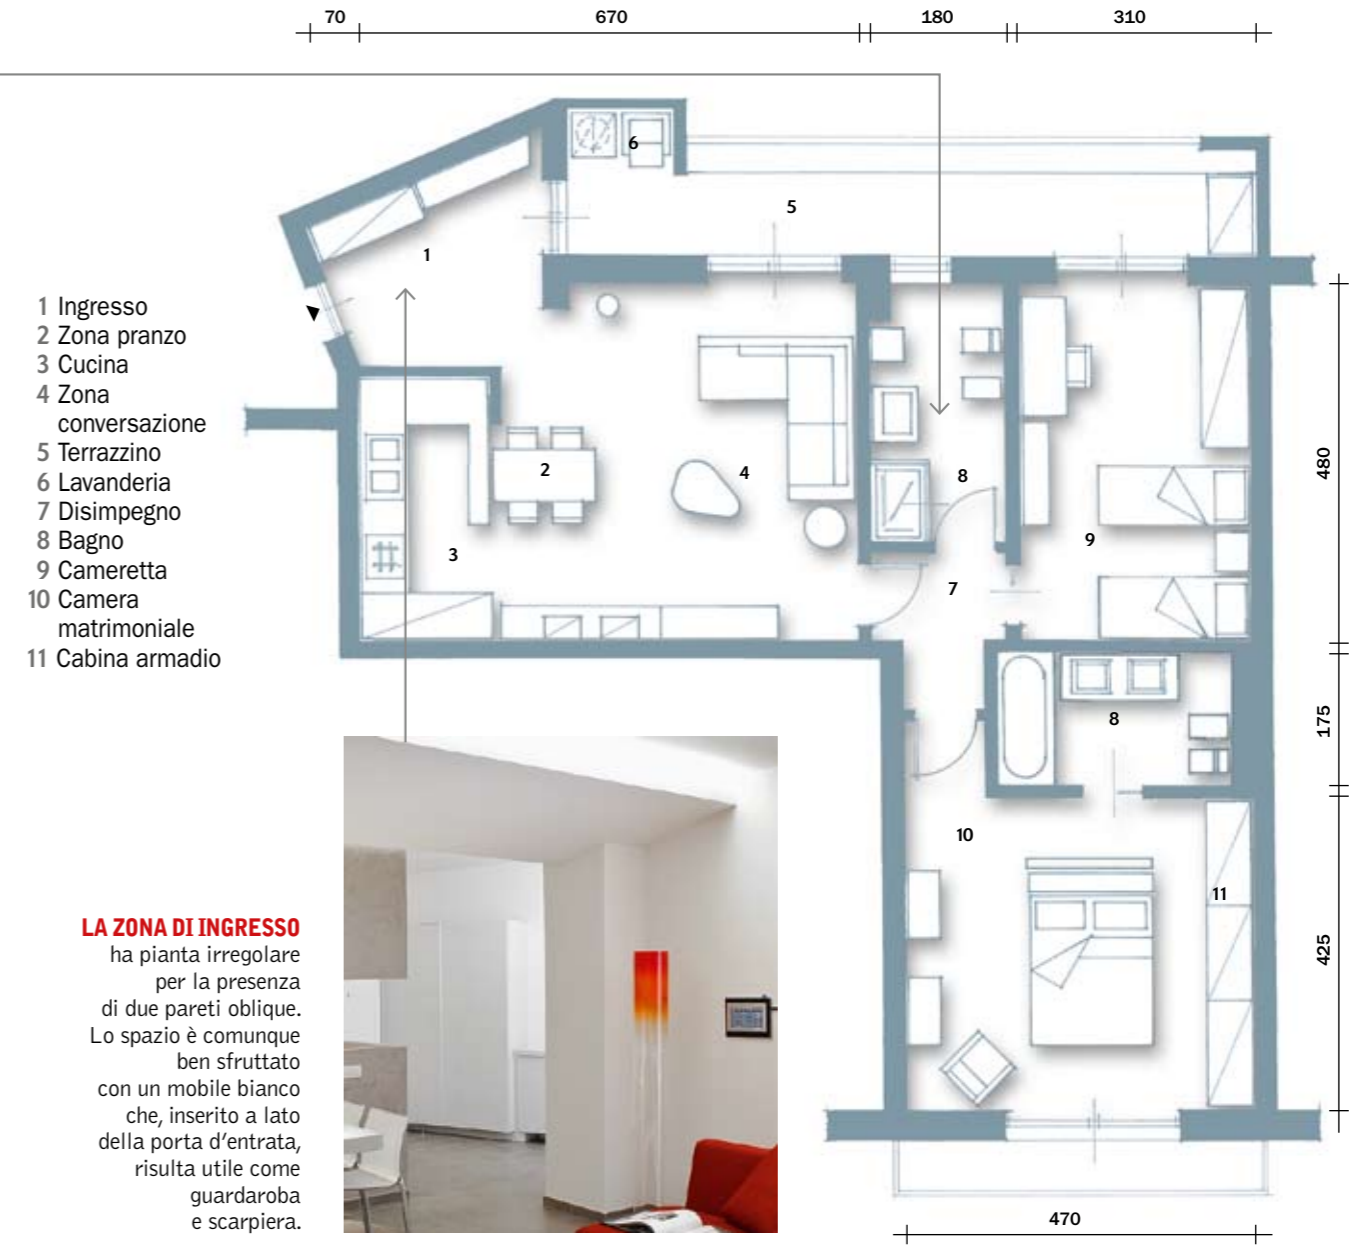 70
670
180
310
6
5
1
1 Ingresso
2 Zona pranzo
3 Cucina
4 Zona
conversazione
5 Terrazzino
6 Lavanderia
7 Disimpegno
8 Bagno
9 Cameretta
10 Camera
matrimoniale
11 Cabina armadio
2
4
8
3
9
7
480
8
175
10
11
425
470
LA ZONA DI INGRESSO
ha pianta irregolare
per la presenza
di due pareti oblique.
Lo spazio è comunque
ben sfruttato
con un mobile bianco
che, inserito a lato
della porta d’entrata,
risulta utile come
guardaroba
e scarpiera.